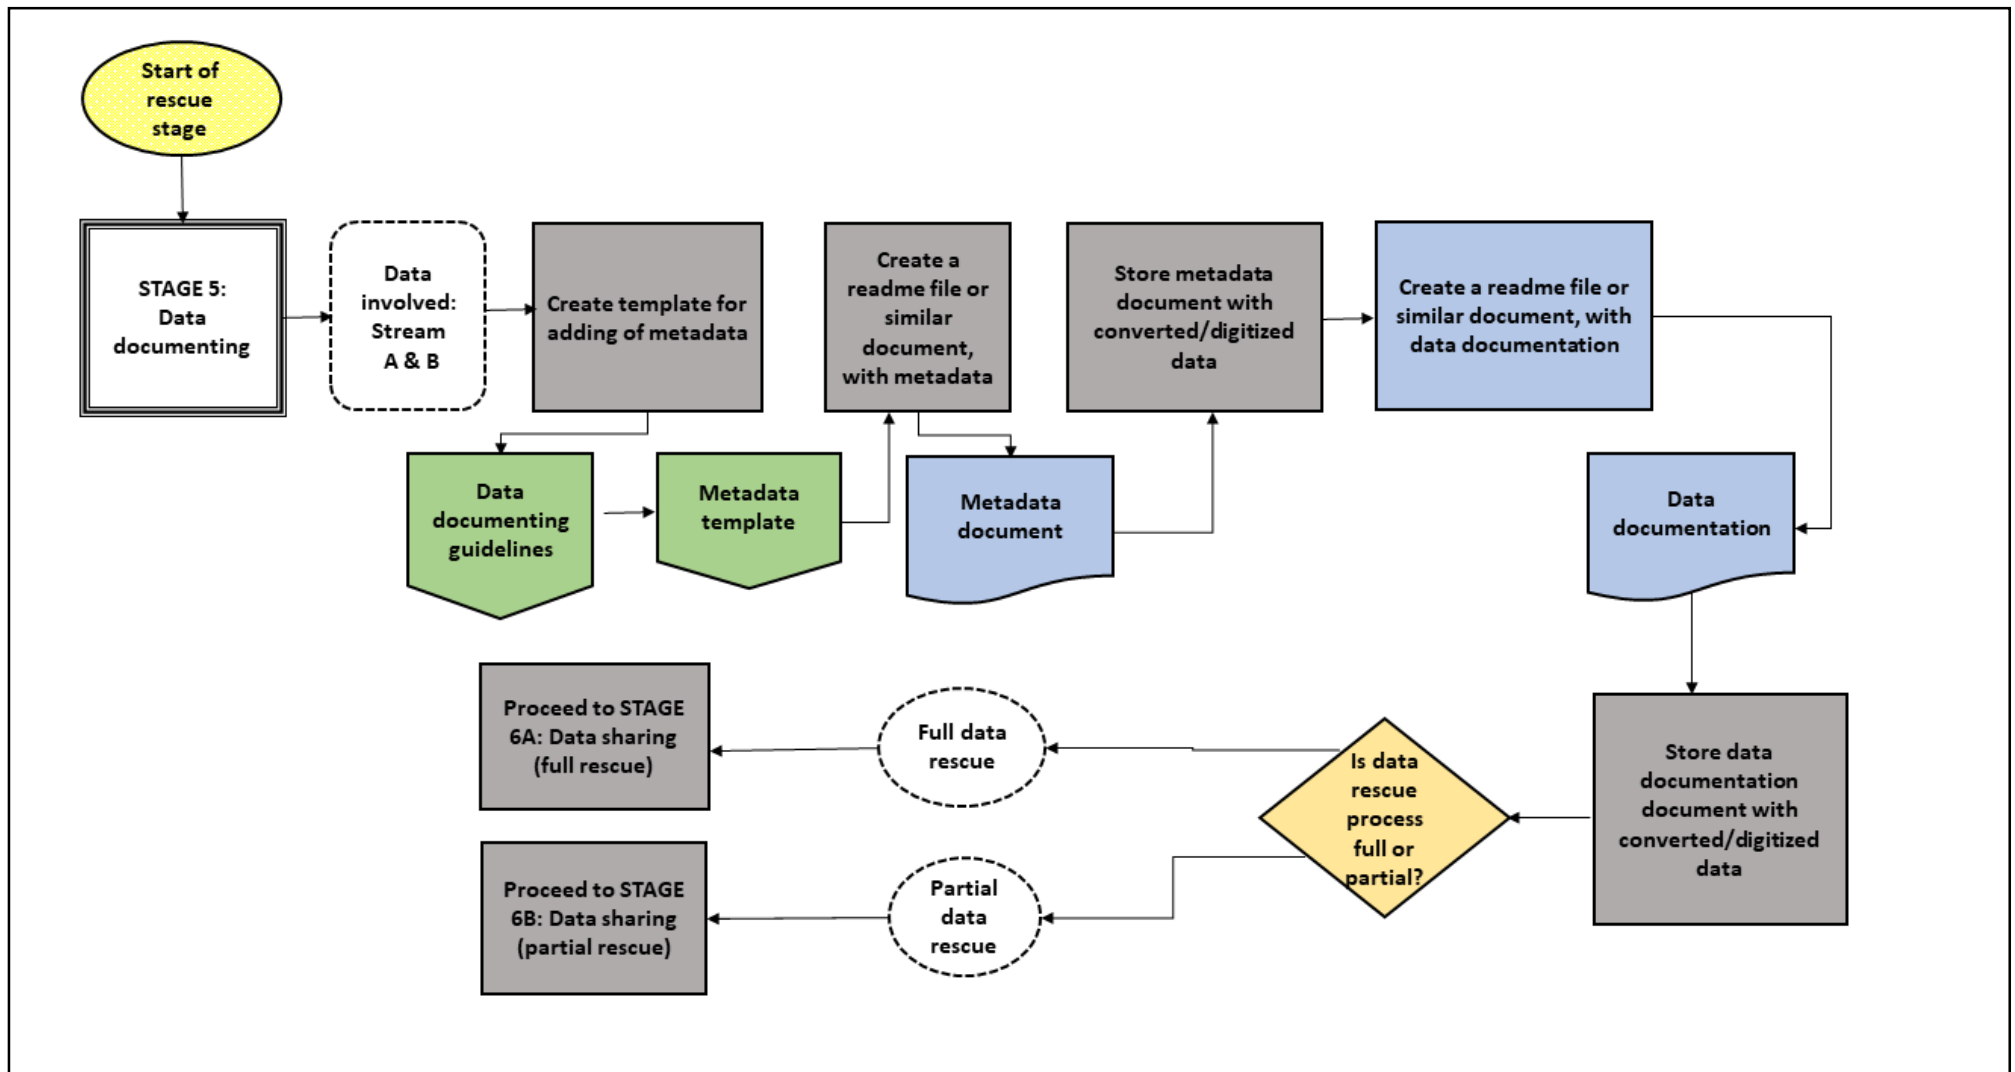 Start of
rescue
stage
STAGE 5:
Data
documenting
Data
involved:
Stream
A & B
Create template for
adding of metadata
Create a
readme file or
similar
document,
with metadata
Store metadata
document with
converted/digitized
data
Create a readme file or
similar document, with
data documentation
Data
documenting
guidelines
Metadata
template
Metadata
document
Data
documentation
Proceed to STAGE
6A: Data sharing
(full rescue)
Full data
rescue
Is data
rescue
process
full or
partial?
Store data
documentation
document with
converted/digitized
data
Proceed to STAGE
6B: Data sharing
(partial rescue)
Partial
data
rescue